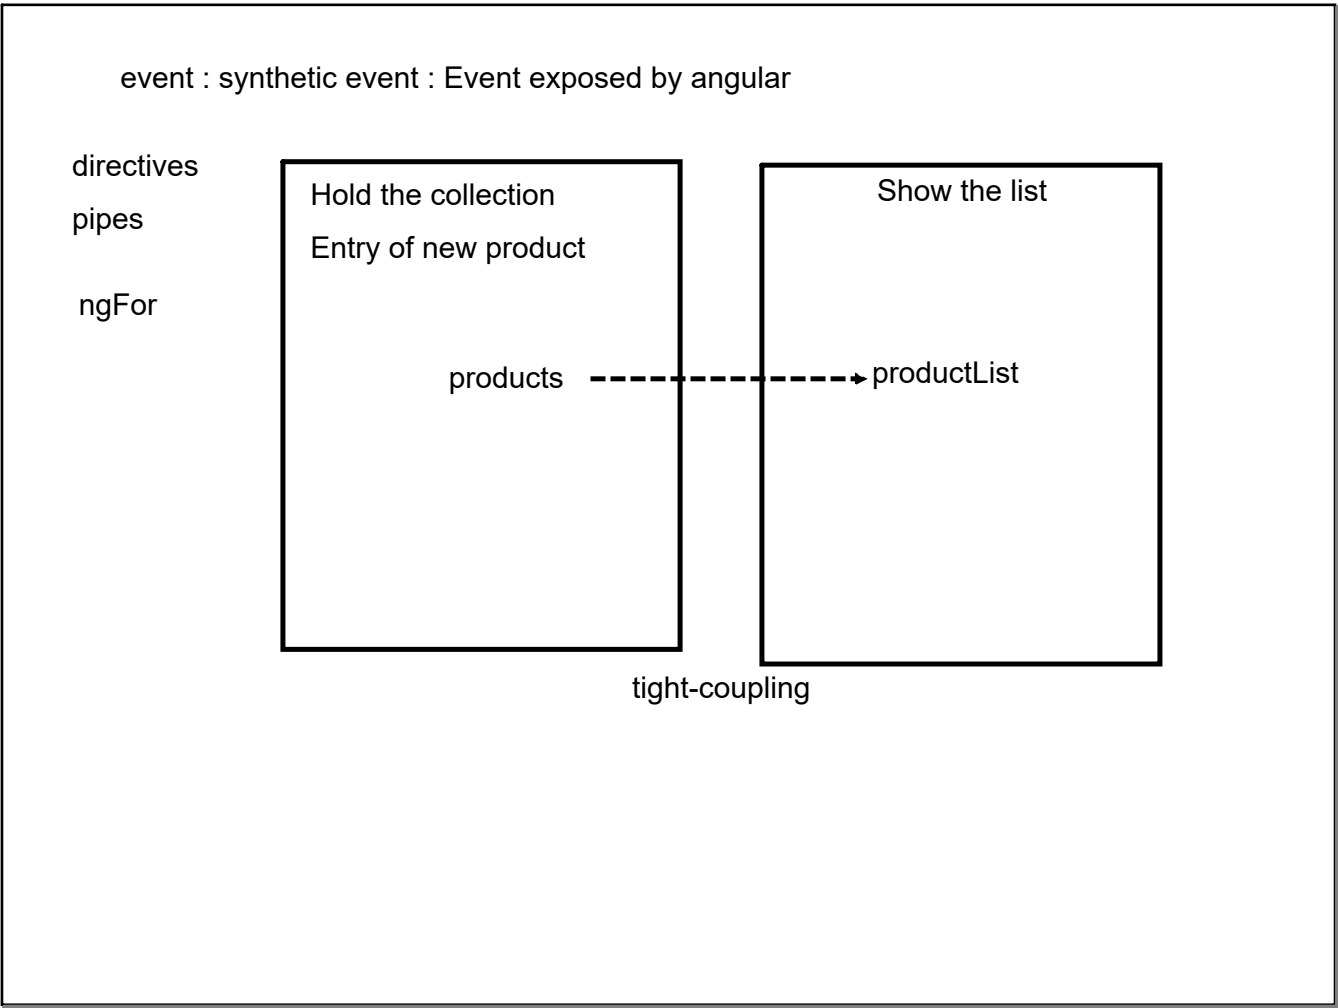 event : synthetic event : Event exposed by angular
directives
pipes
ngFor
Hold the collection
Entry of new product
products
Show the list
productList
tight-coupling